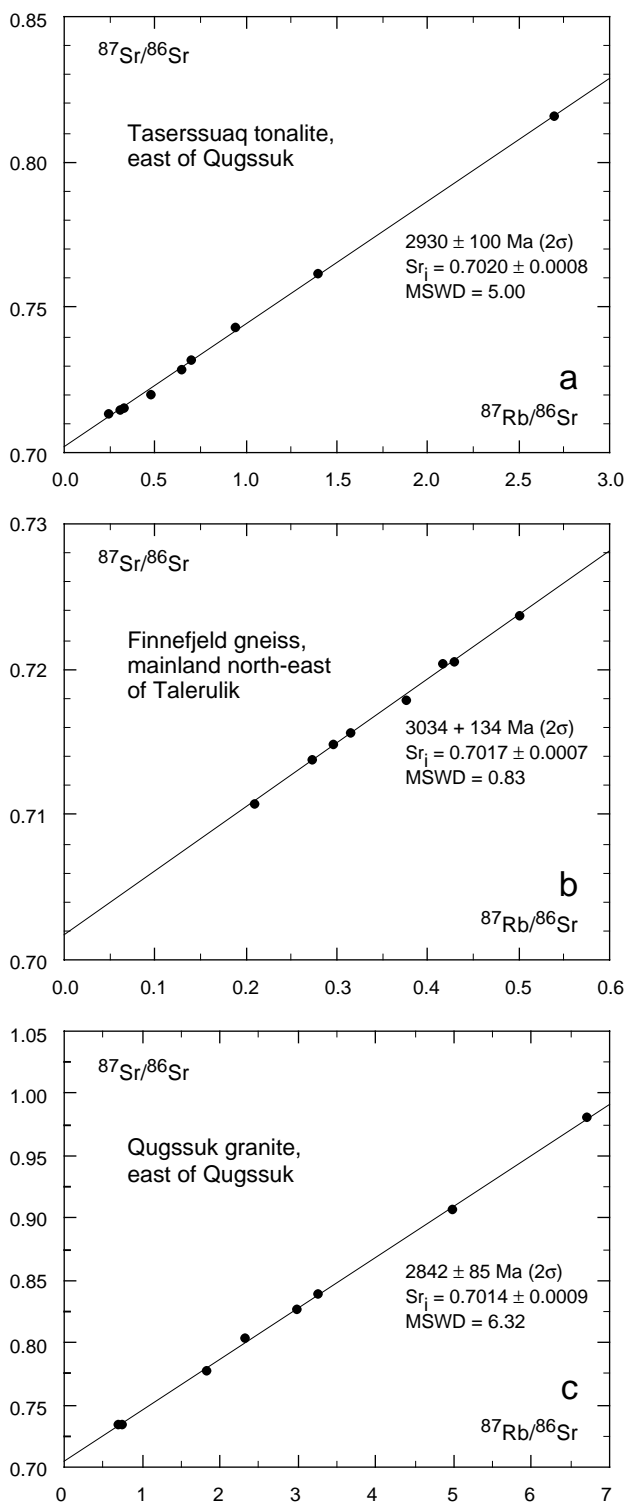 0.85
⁸⁷Sr/⁸⁶Sr
Taserssuaq tonalite,
east of Qugssuk
0.80
2930 ± 100 Ma (2σ)
Srᵢ = 0.7020 ± 0.0008
MSWD = 5.00
0.75
a
⁸⁷Rb/⁸⁶Sr
0.70
0.0 0.5 1.0 1.5 2.0 2.5 3.0
0.73
⁸⁷Sr/⁸⁶Sr
Finnefjeld gneiss,
mainland north-east
of Talerulik
0.72
3034 + 134 Ma (2σ)
Srᵢ = 0.7017 ± 0.0007
MSWD = 0.83
0.71
b
⁸⁷Rb/⁸⁶Sr
0.70
0.0 0.1 0.2 0.3 0.4 0.5 0.6
1.05
⁸⁷Sr/⁸⁶Sr
1.00
Qugssuk granite,
east of Qugssuk
0.95
0.90
2842 ± 85 Ma (2σ)
Srᵢ = 0.7014 ± 0.0009
MSWD = 6.32
0.85
0.80
c
0.75
⁸⁷Rb/⁸⁶Sr
0.70
0 1 2 3 4 5 6 7